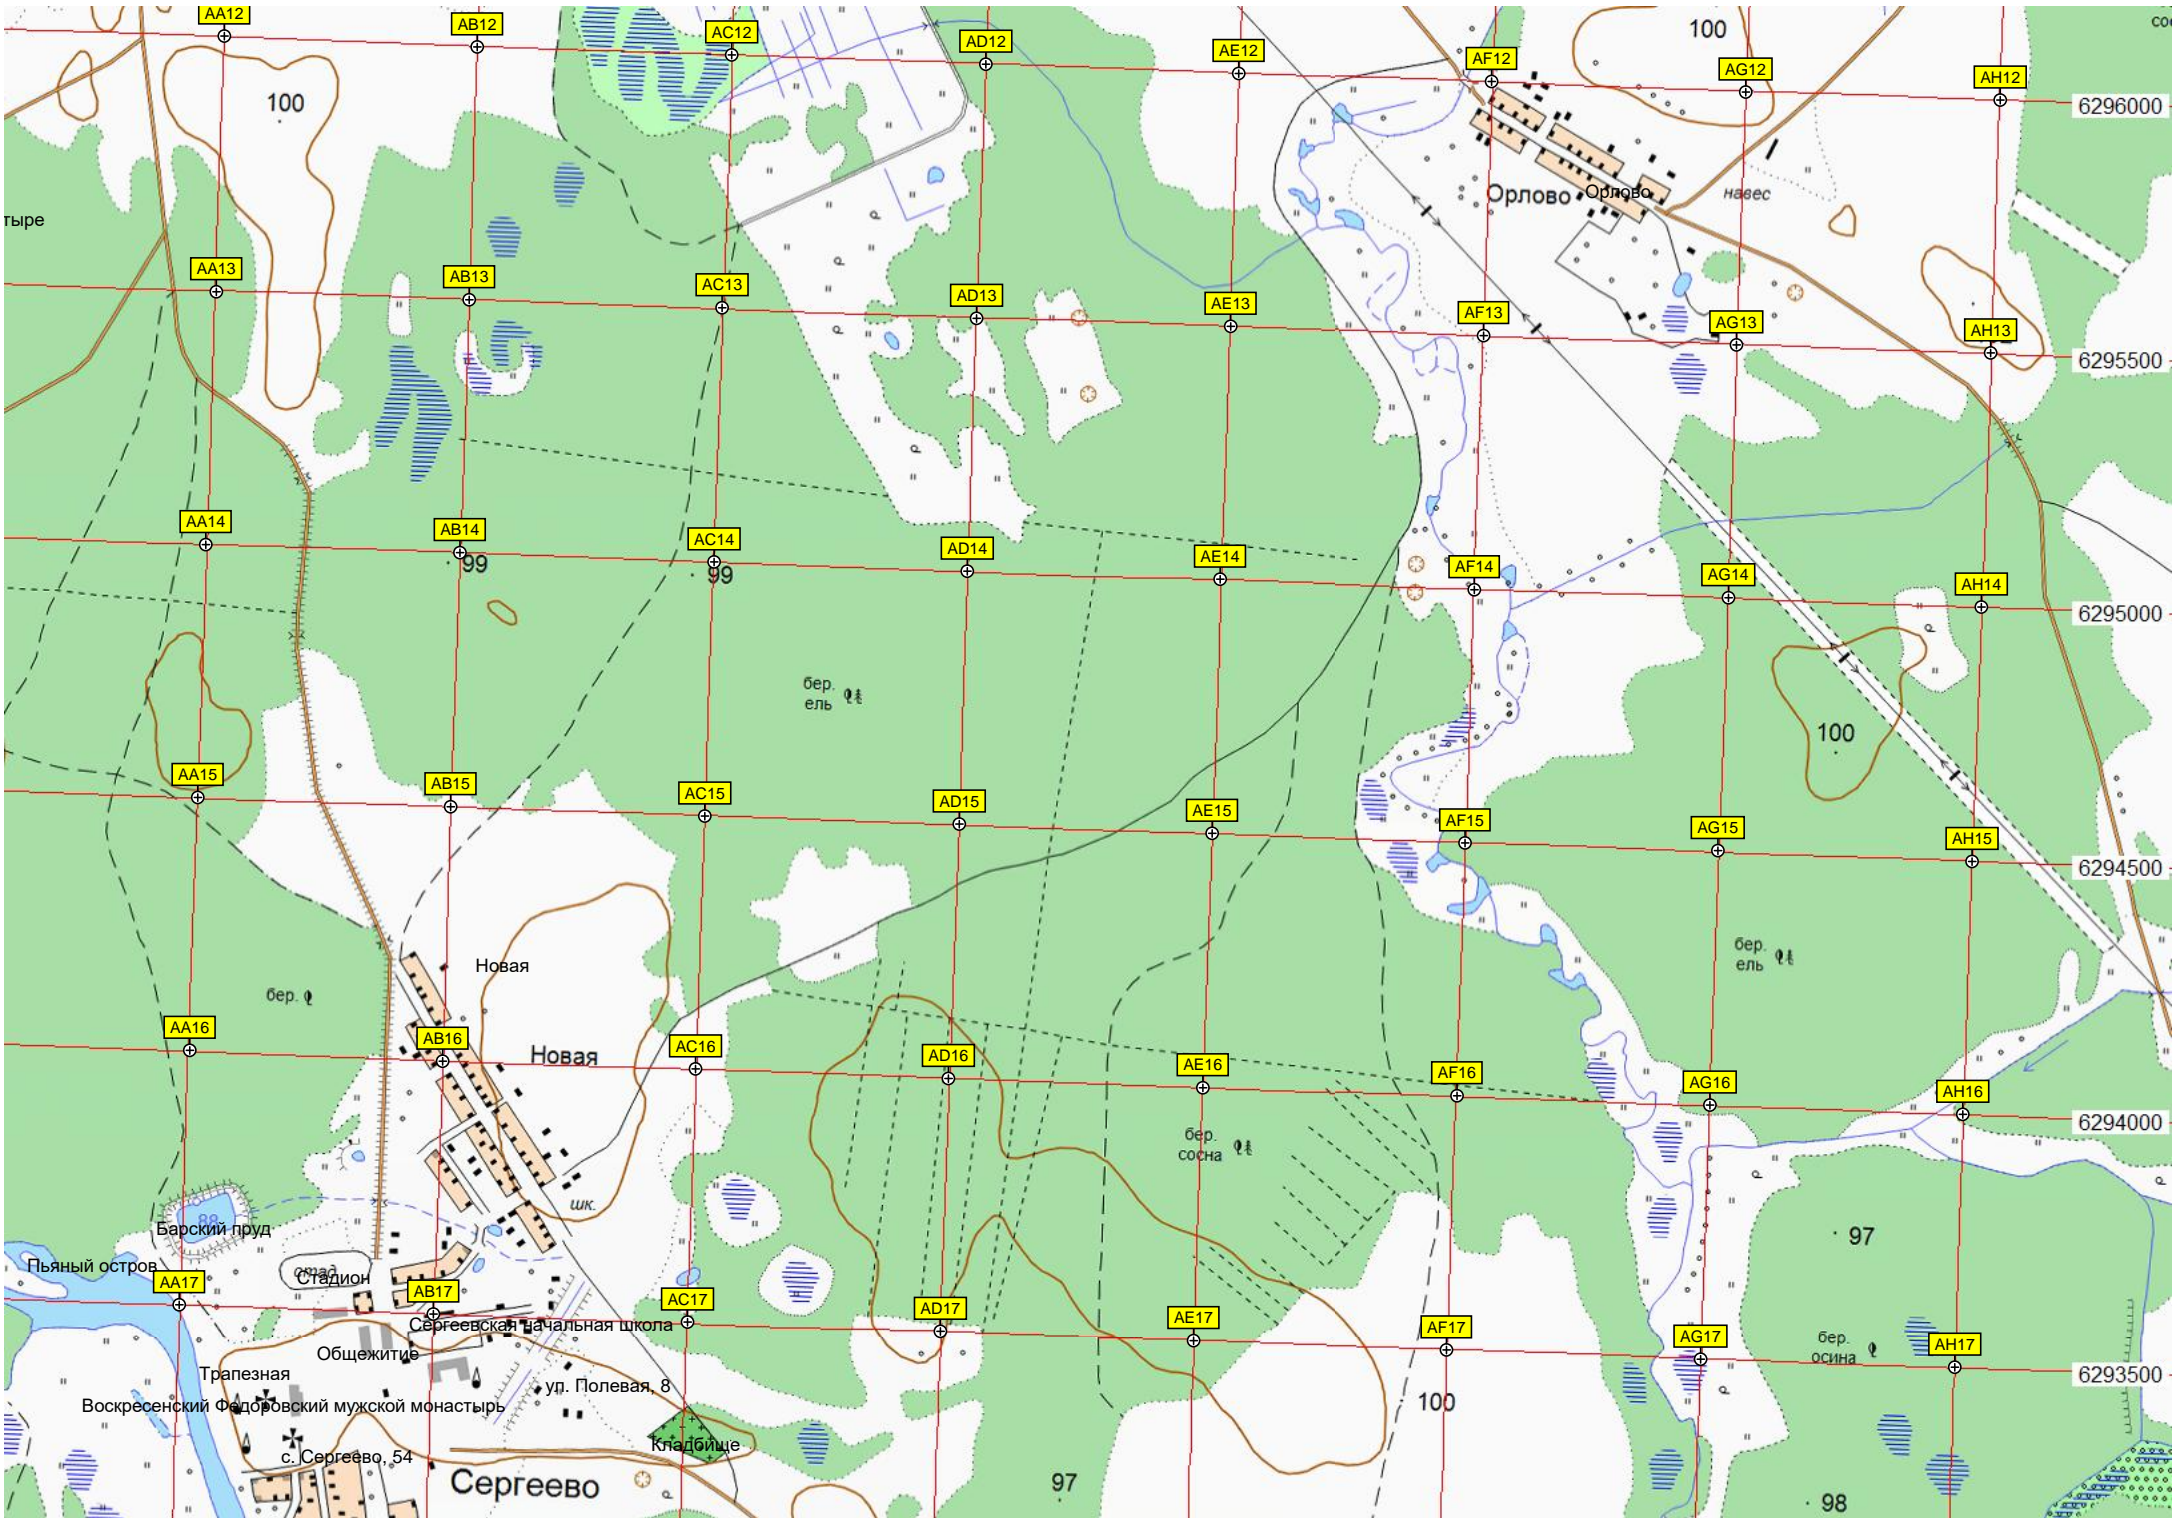 AA12
AB12
AC12
AD12
AE12
AF12
AG12
AH12
100
100
6296000
тыре
Орлово
Орлово
навес
AA13
AB13
AC13
AD13
AE13
AF13
AG13
AH13
6295500
AA14
AB14
AC14
AD14
AE14
AF14
AG14
AH14
99
99
6295000
бер.
ель
100
AA15
AB15
AC15
AD15
AE15
AF15
AG15
AH15
6294500
Новая
бер.
бер.
ель
AA16
AB16
Новая
AC16
AD16
AE16
AF16
AG16
AH16
6294000
бер.
сосна
шк.
88
Барский пруд
97
Пьяный остров
стад.
Стадион
AA17
AB17
AC17
AD17
AE17
AF17
AG17
AH17
Сергеевская начальная школа
Общежитие
бер.
осина
6293500
Трапезная
ул. Полевая, 8
Воскресенский Федоровский мужской монастырь
100
Кладбище
с. Сергеево, 54
Сергеево
97
98